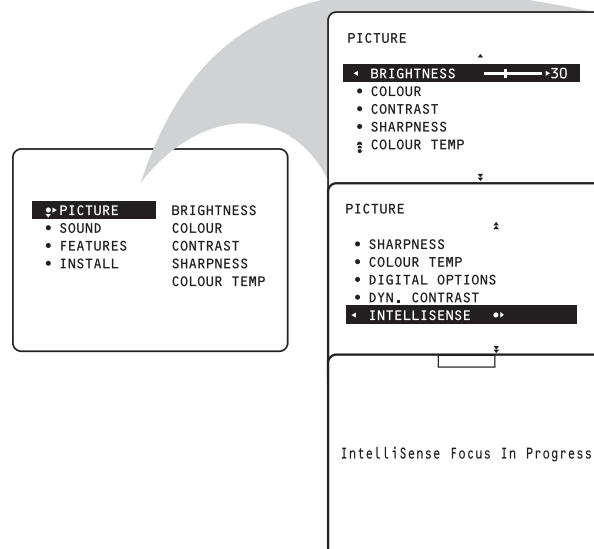 PICTURE
BRIGHTNESS 30
COLOUR
CONTRAST
SHARPNESS
COLOUR TEMP
PICTURE BRIGHTNESS
SOUND COLOUR
FEATURES CONTRAST
INSTALL SHARPNESS
COLOUR TEMP
PICTURE
SHARPNESS
COLOUR TEMP
DIGITAL OPTIONS
DYN. CONTRAST
INTELLISENSE
IntelliSense Focus In Progress